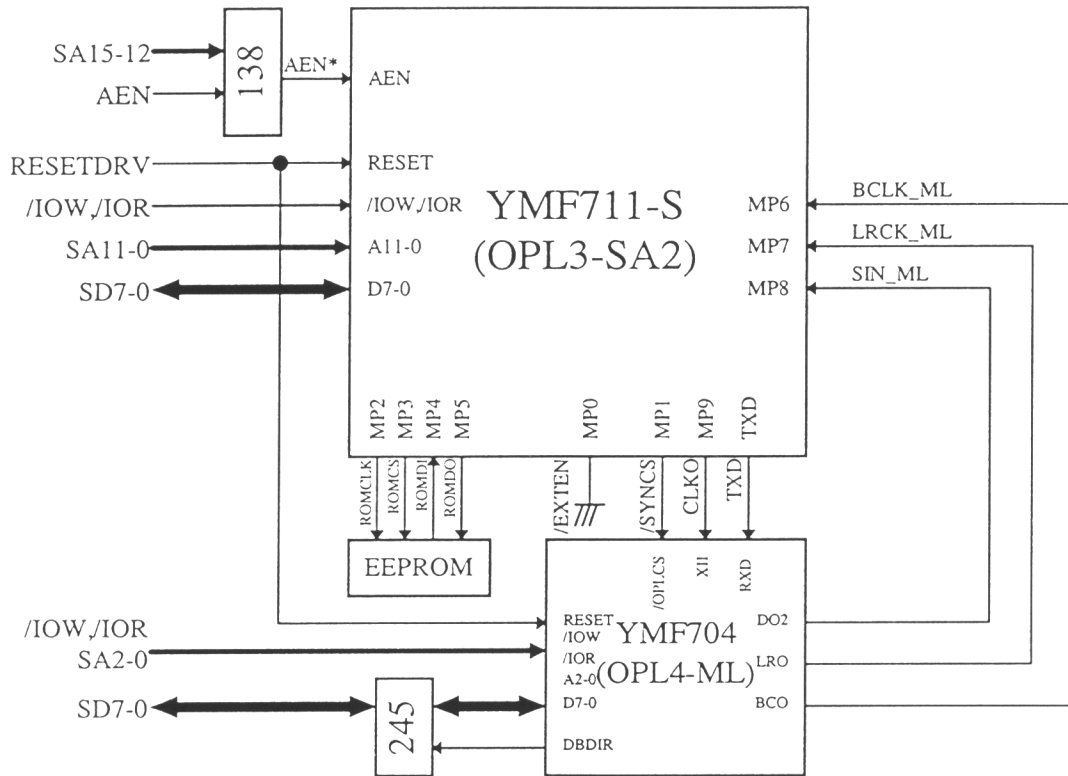 SA15-12
AEN
138
AEN*
AEN
RESETDRV
RESET
/IOW,/IOR
/IOW,/IOR
SA11-0
A11-0
SD7-0
D7-0
YMF711-S
(OPL3-SA2)
MP6
BCLK_ML
MP7
LRCK_ML
MP8
SIN_ML
MP2
MP3
MP4
MP5
MP0
MP1
MP9
TXD
ROMCLK
ROMCS
ROMDI
ROMDO
/EXTEN
/SYNCS
CLKO
TXD
EEPROM
/OPLCS
XI1
RXD
/IOW,/IOR
SA2-0
SD7-0
245
RESET
/IOW
/IOR
A2-0
D7-0
DBDIR
YMF704
(OPL4-ML)
DO2
LRO
BCO